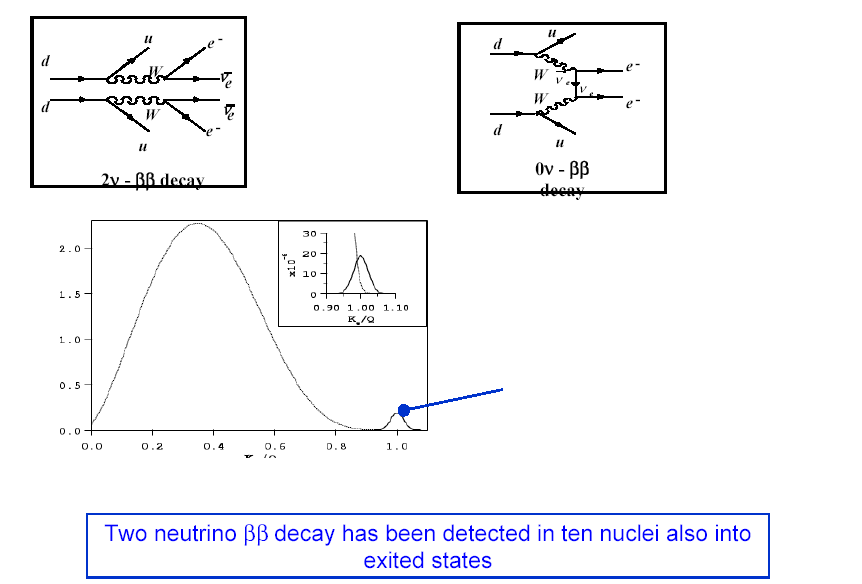 d
u
W
e-
ν̅e
d
W
ν̅e
e-
u
2ν - ββ decay
d
u
W
e-
ν̅e
νe
W
e-
d
u
0ν - ββ
decay
2.0
1.5
1.0
0.5
0.0
0.0 0.2 0.4 0.6 0.8 1.0
30
20
10
0
x10-6
0.90 1.00 1.10
Ke/Q
Two neutrino ββ decay has been detected in ten nuclei also into
exited states